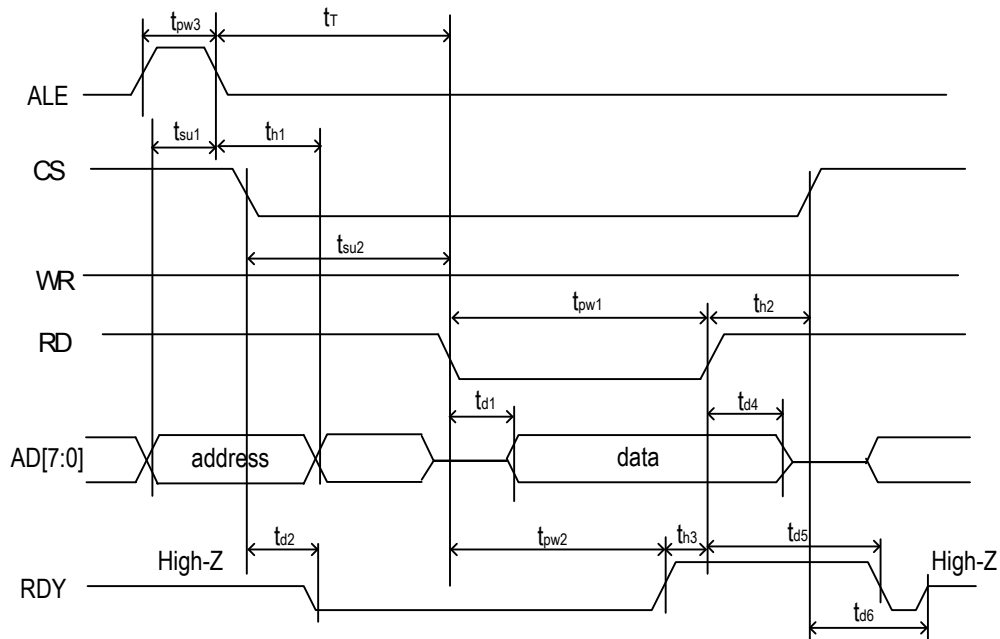 tpw3 tT
ALE
tsu1 th1
CS
tsu2
WR
tpw1 th2
RD
td1 td4
AD[7:0] address data
td2 tpw2 th3 td5
High-Z High-Z
RDY
td6